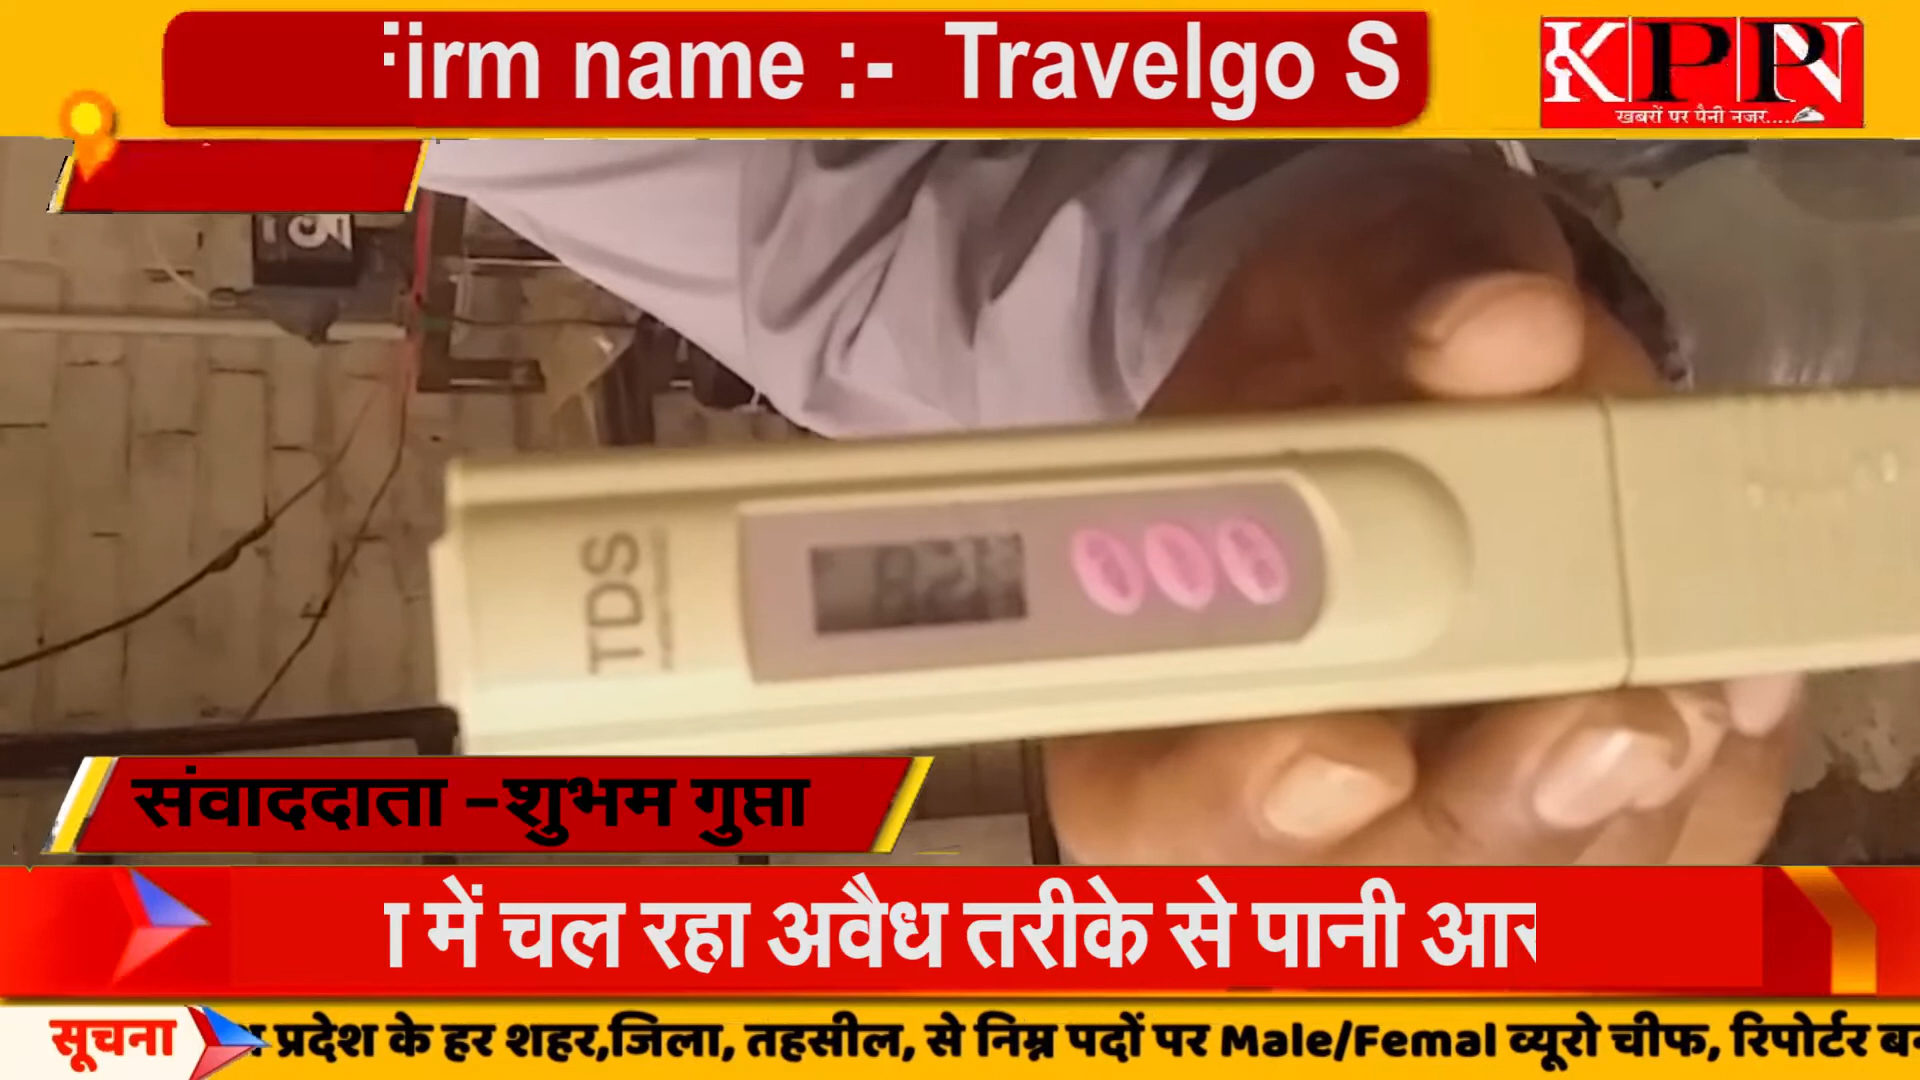 irm name :- Travelgo S
KPN
खबरों पर पैनी नजर.....
TDS
संवाददाता –शुभम गुप्ता
में चल रहा अवैध तरीके से पानी
सूचना
प्रदेश के हर शहर,जिला, तहसील, से निम्न पदों पर Male/Femal व्यूरो चीफ, रिपोर्टर